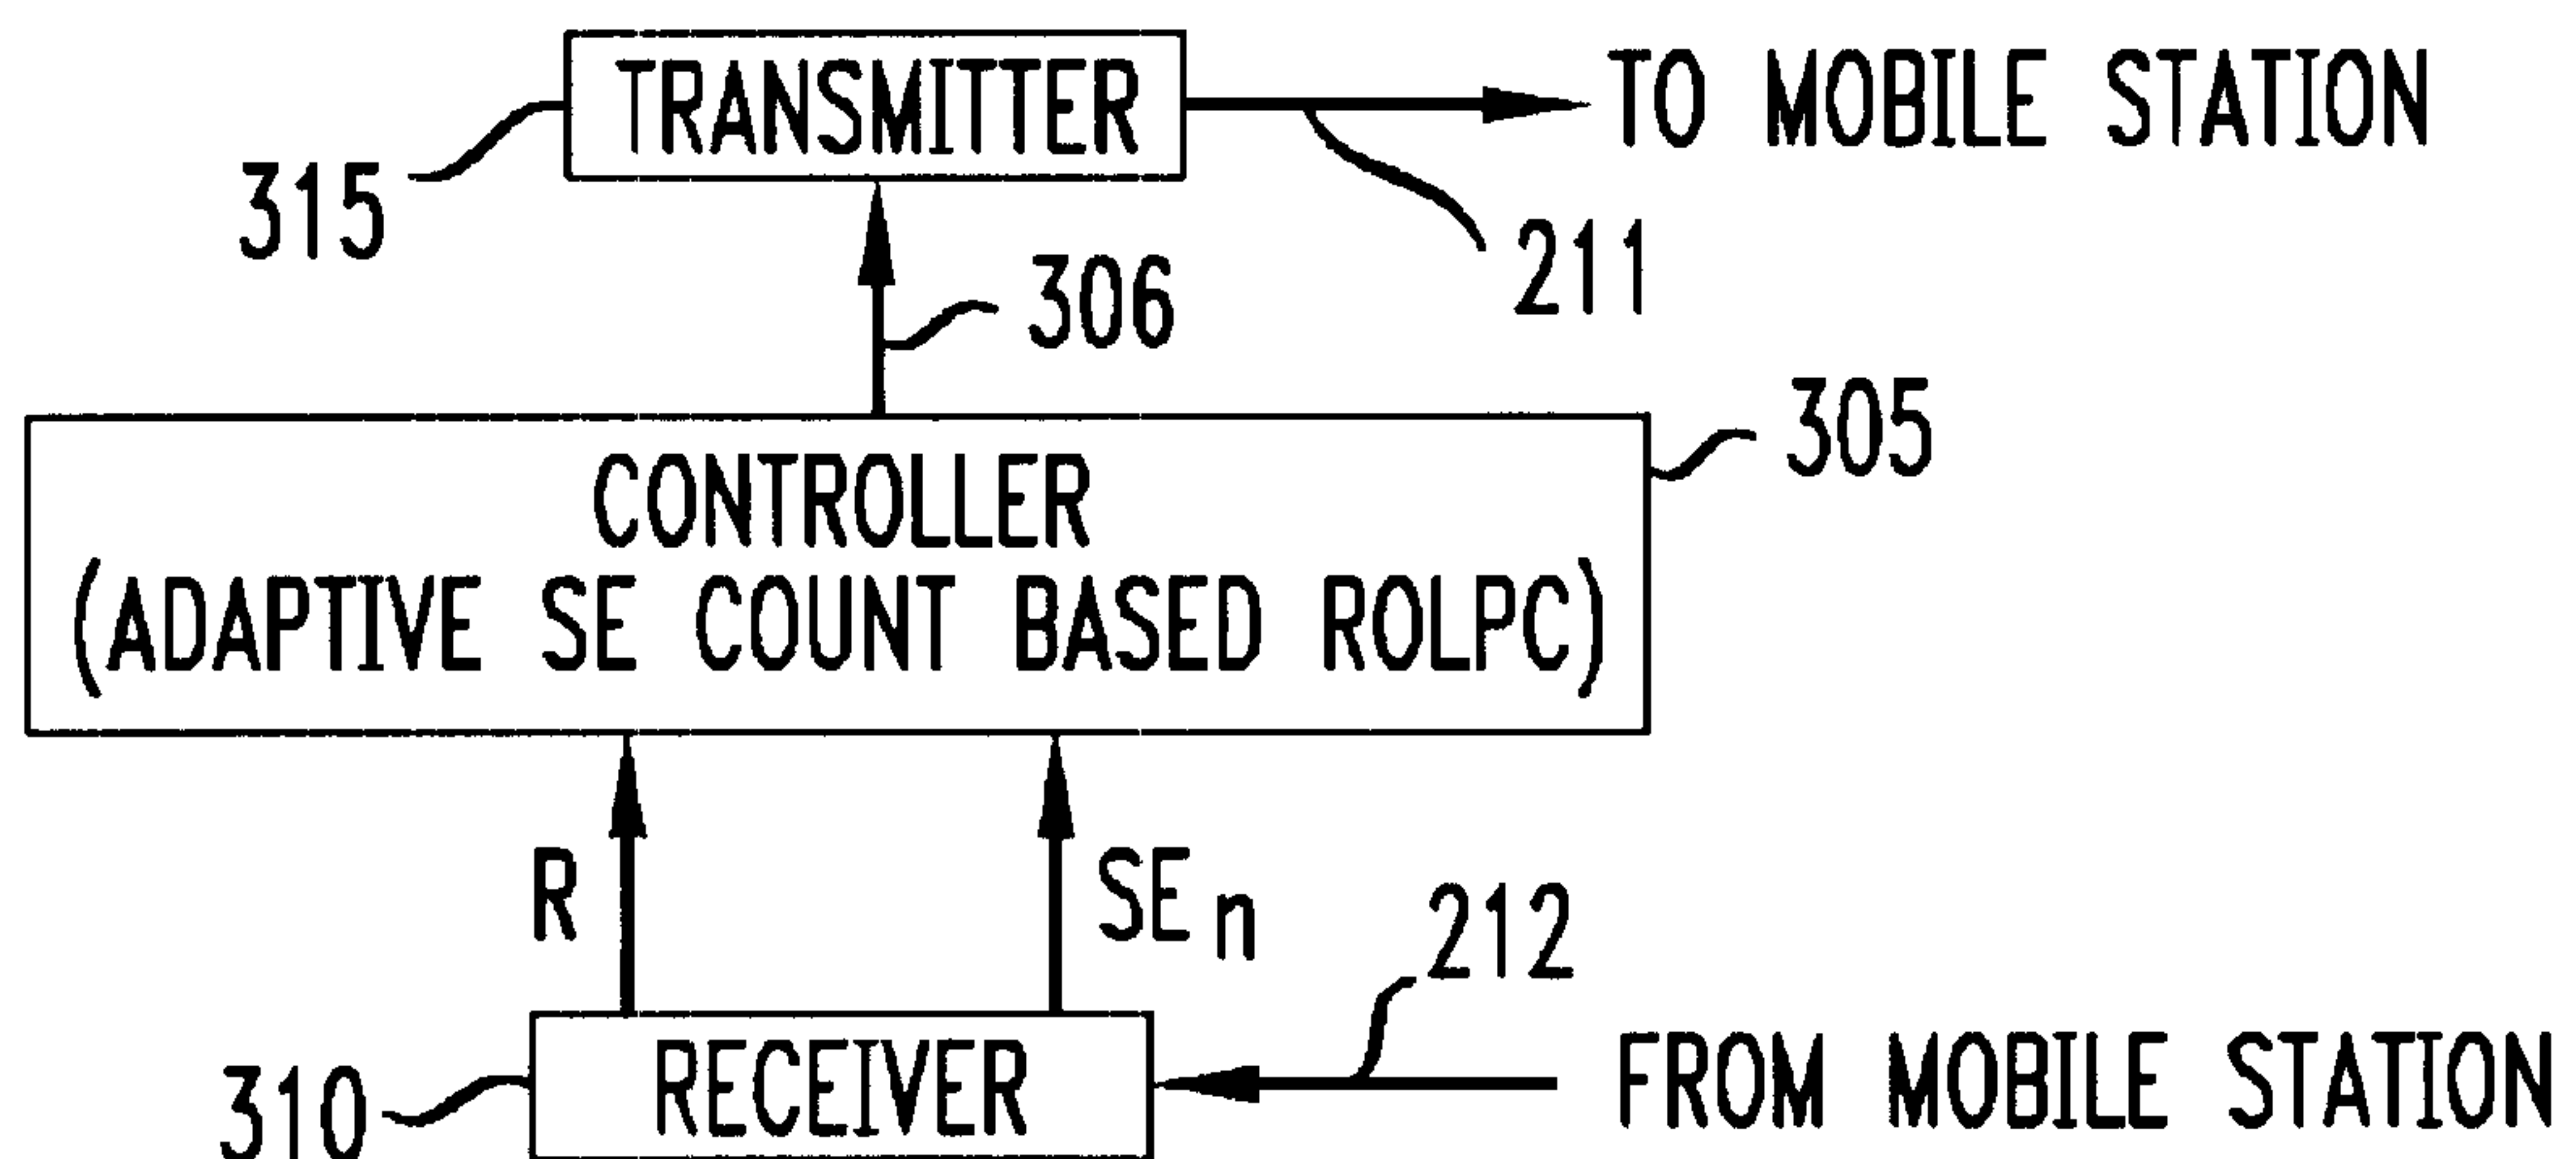 TRANSMITTER
TO MOBILE STATION
315
211
306
305
CONTROLLER
(ADAPTIVE SE COUNT BASED ROLPC)
R
SEn
212
310
RECEIVER
FROM MOBILE STATION